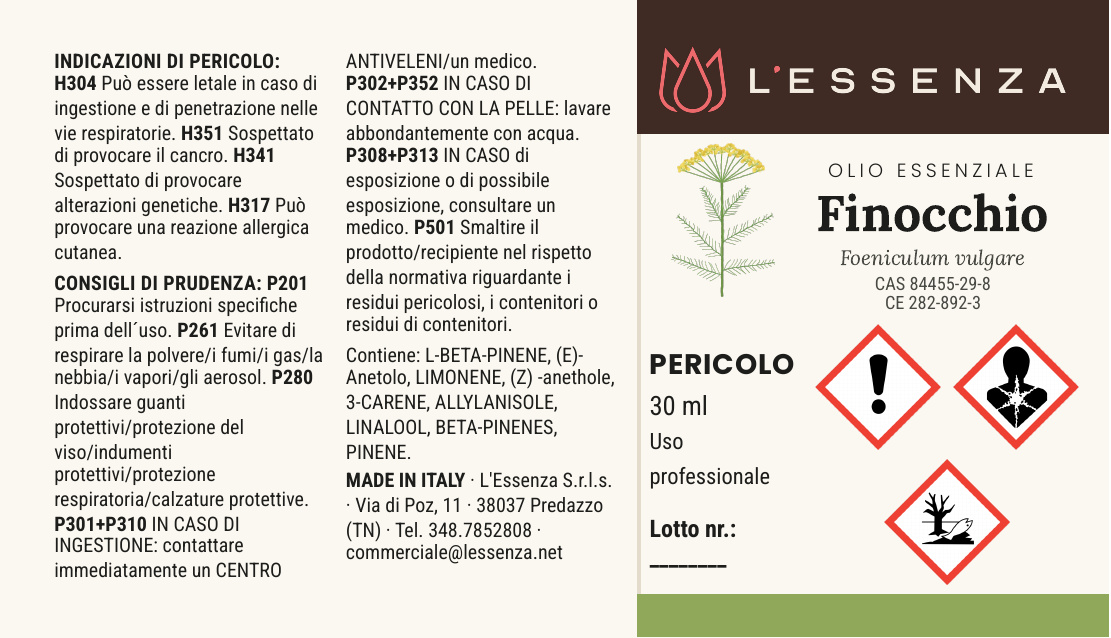 INDICAZIONI DI PERICOLO:
H304 Può essere letale in caso di
ingestione e di penetrazione nelle
vie respiratorie. H351 Sospettato
di provocare il cancro. H341
Sospettato di provocare
alterazioni genetiche. H317 Può
provocare una reazione allergica
cutanea.
CONSIGLI DI PRUDENZA: P201
Procurarsi istruzioni specifiche
prima dell´uso. P261 Evitare di
respirare la polvere/i fumi/i gas/la
nebbia/i vapori/gli aerosol. P280
Indossare guanti
protettivi/protezione del
viso/indumenti
protettivi/protezione
respiratoria/calzature protettive.
P301+P310 IN CASO DI
INGESTIONE: contattare
immediatamente un CENTRO
ANTIVELENI/un medico.
P302+P352 IN CASO DI
CONTATTO CON LA PELLE: lavare
abbondantemente con acqua.
P308+P313 IN CASO di
esposizione o di possibile
esposizione, consultare un
medico. P501 Smaltire il
prodotto/recipiente nel rispetto
della normativa riguardante i
residui pericolosi, i contenitori o
residui di contenitori.
Contiene: L-BETA-PINENE, (E)-
Anetolo, LIMONENE, (Z) -anethole,
3-CARENE, ALLYLANISOLE,
LINALOOL, BETA-PINENES,
PINENE.
MADE IN ITALY · L'Essenza S.r.l.s.
· Via di Poz, 11 · 38037 Predazzo
(TN) · Tel. 348.7852808 ·
commerciale@lessenza.net
L'ESSENZA
OLIO ESSENZIALE
Finocchio
Foeniculum vulgare
CAS 84455-29-8
CE 282-892-3
PERICOLO
30 ml
Uso
professionale
Lotto nr.:
________